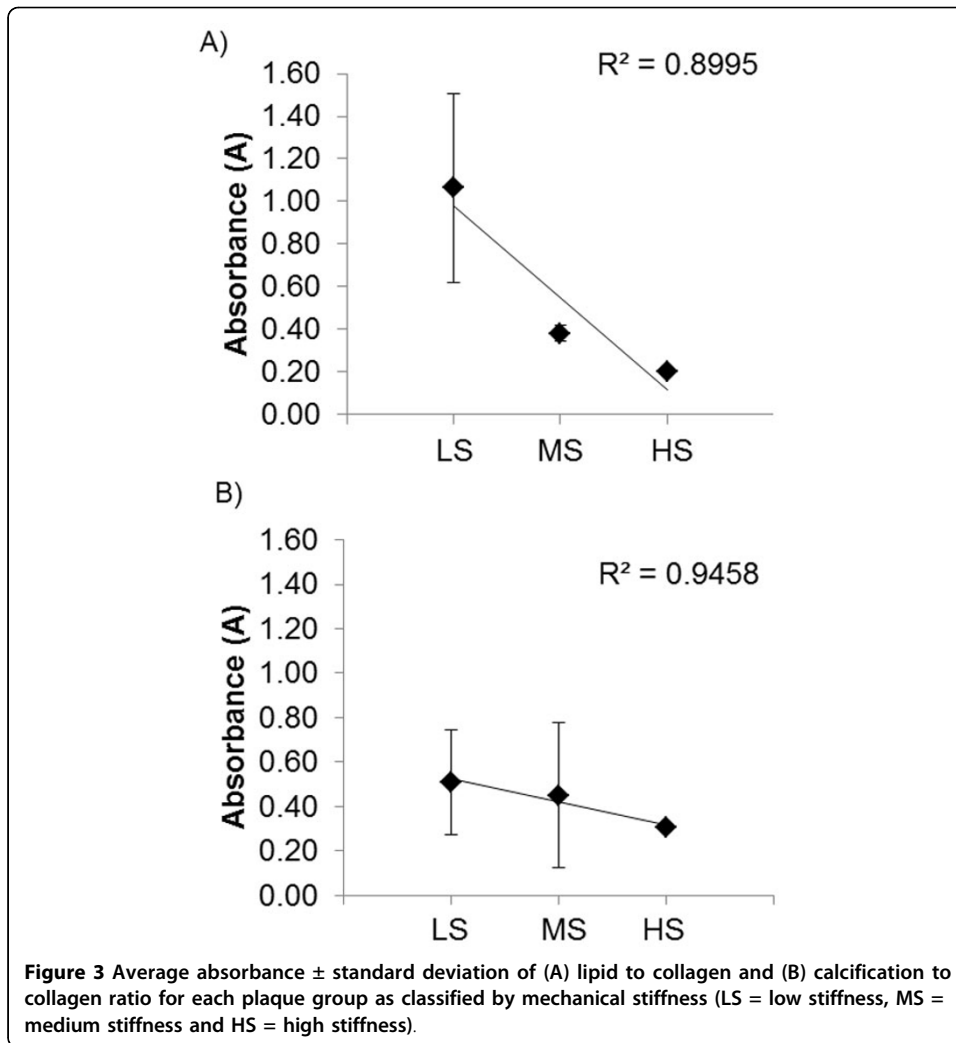 A)
R² = 0.8995
Absorbance (A)
1.60
1.40
1.20
1.00
0.80
0.60
0.40
0.20
0.00
LS MS HS
B)
R² = 0.9458
Absorbance (A)
1.60
1.40
1.20
1.00
0.80
0.60
0.40
0.20
0.00
LS MS HS
Figure 3 Average absorbance ± standard deviation of (A) lipid to collagen and (B) calcification to
collagen ratio for each plaque group as classified by mechanical stiffness (LS = low stiffness, MS =
medium stiffness and HS = high stiffness).